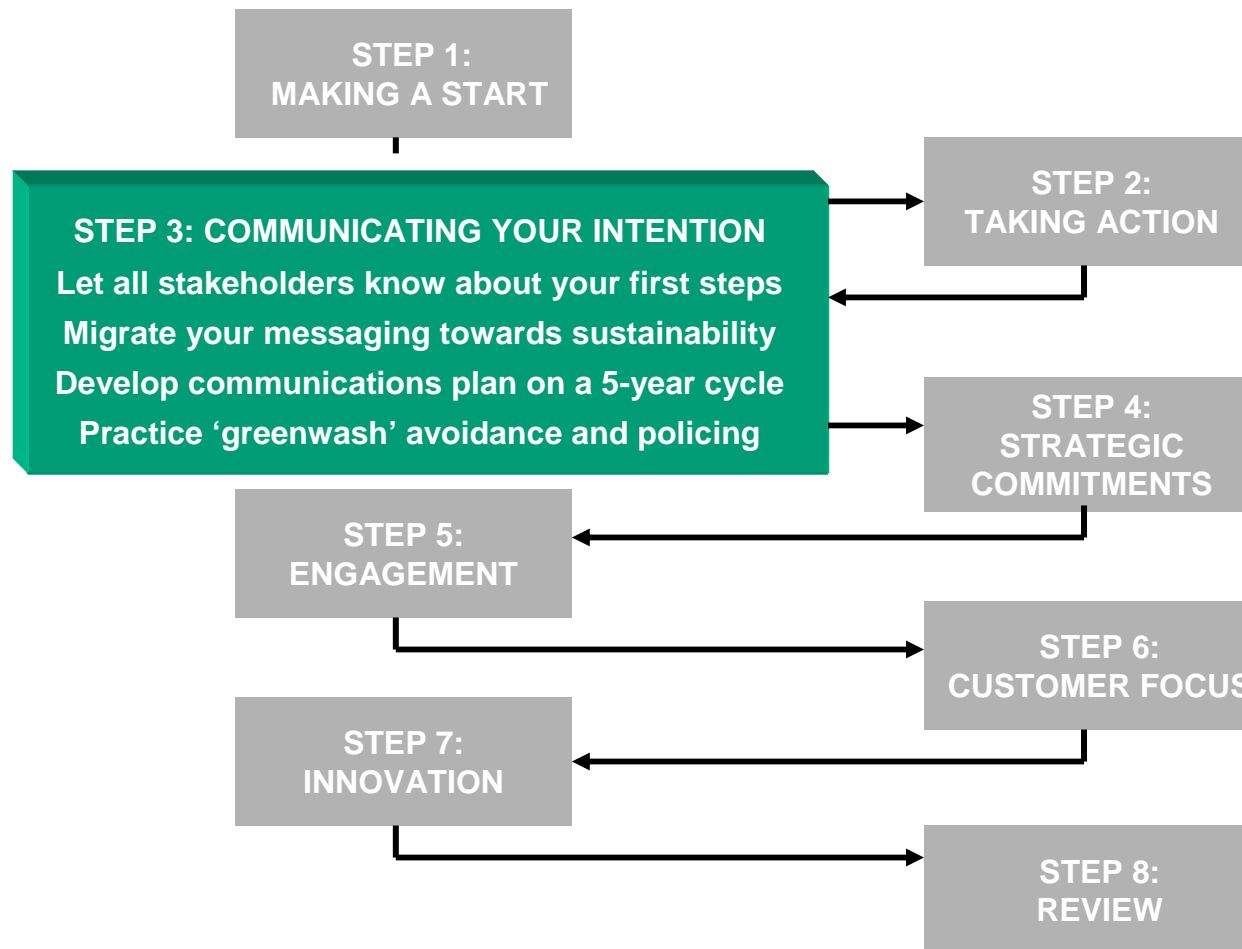 STEP 1:
MAKING A START
STEP 2:
TAKING ACTION
STEP 3: COMMUNICATING YOUR INTENTION
Let all stakeholders know about your first steps
Migrate your messaging towards sustainability
Develop communications plan on a 5-year cycle
Practice ‘greenwash’ avoidance and policing
STEP 4:
STRATEGIC
COMMITMENTS
STEP 5:
ENGAGEMENT
STEP 6:
CUSTOMER FOCUS
STEP 7:
INNOVATION
STEP 8:
REVIEW